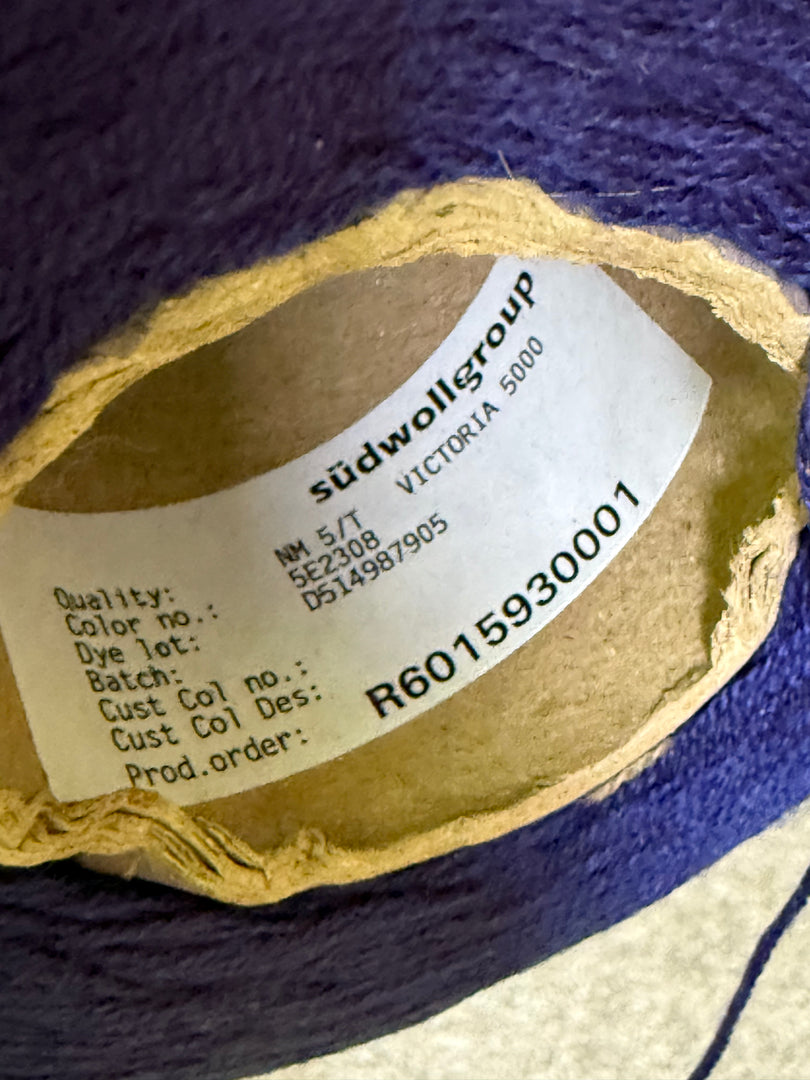 südwollgroup
Quality: NM 5/T VICTORIA 5000
Color no.: 5E2308
Dye lot: D514987905
Batch:
Cust Col no.:
Cust Col Des:
Prod.order: R6015930001